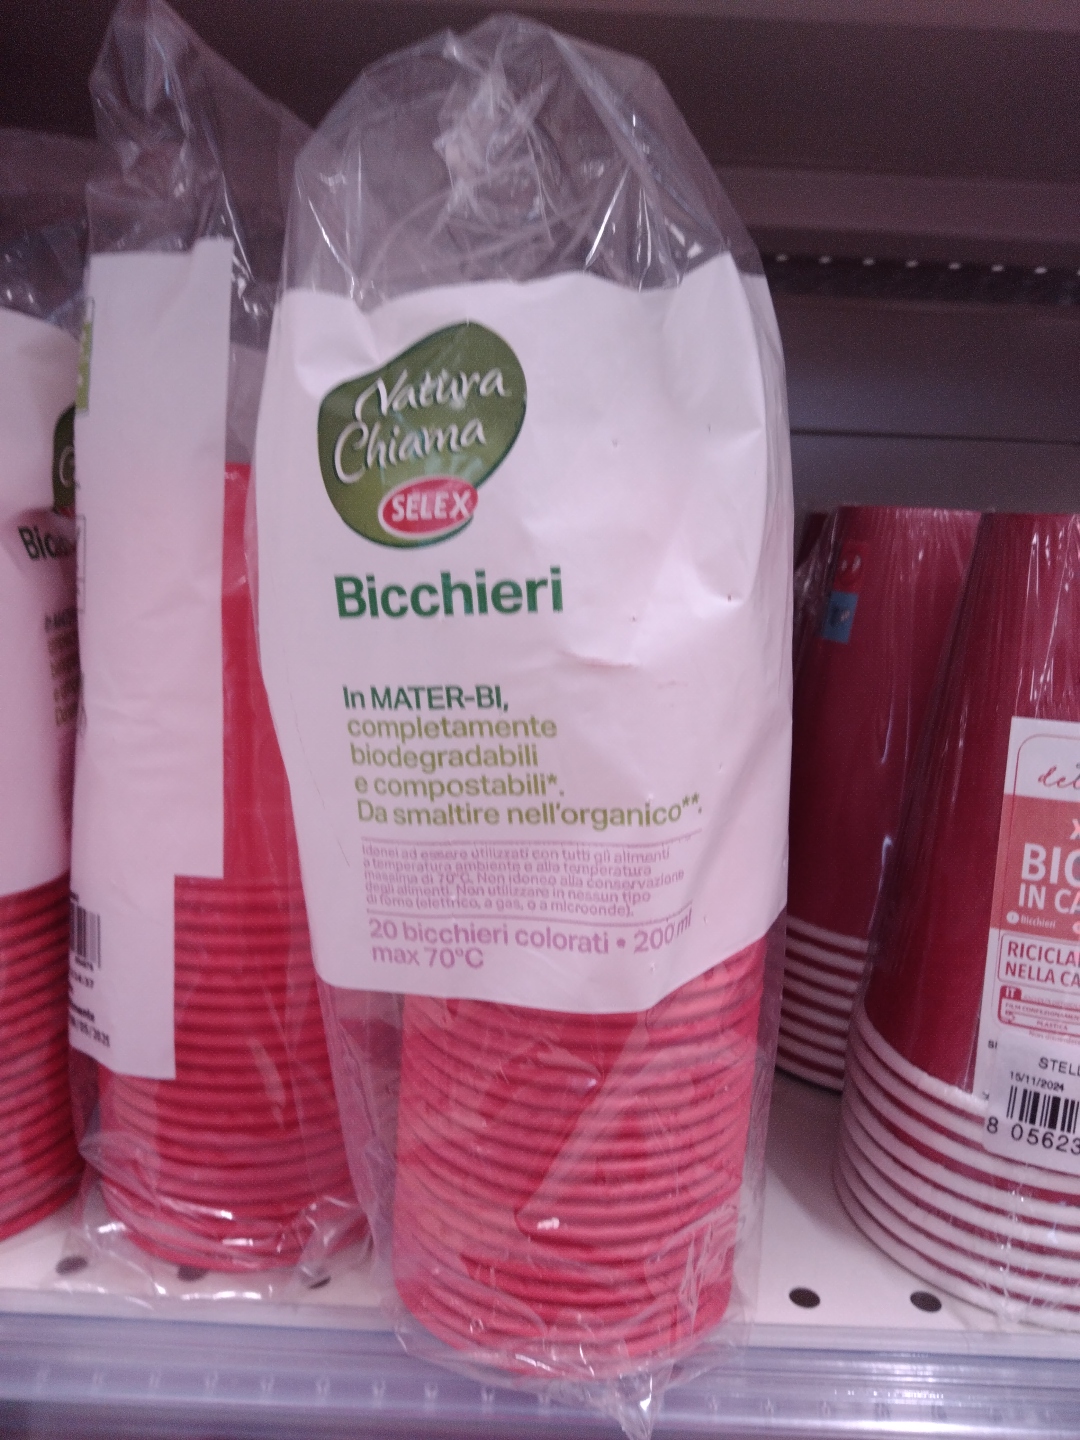 Natura
Chiama
SELEX
Bicchieri
In MATER-BI,
completamente
biodegradabili
e compostabili*.
Da smaltire nell'organico**.
Idonei ad essere utilizzati con tutti gli alimenti
a temperatura ambiente e alla temperatura
massima di 70°C. Non idoneo alla conservazione
degli alimenti. Non utilizzare in nessun tipo
di forno (elettrico, a gas, o a microonde).
20 bicchieri colorati • 200 ml
max 70°C
BIC
IN CA
Bicchieri
RICICLA
NELLA CA
IT
PLASTICA
STELL
15/11/2024
8 05623